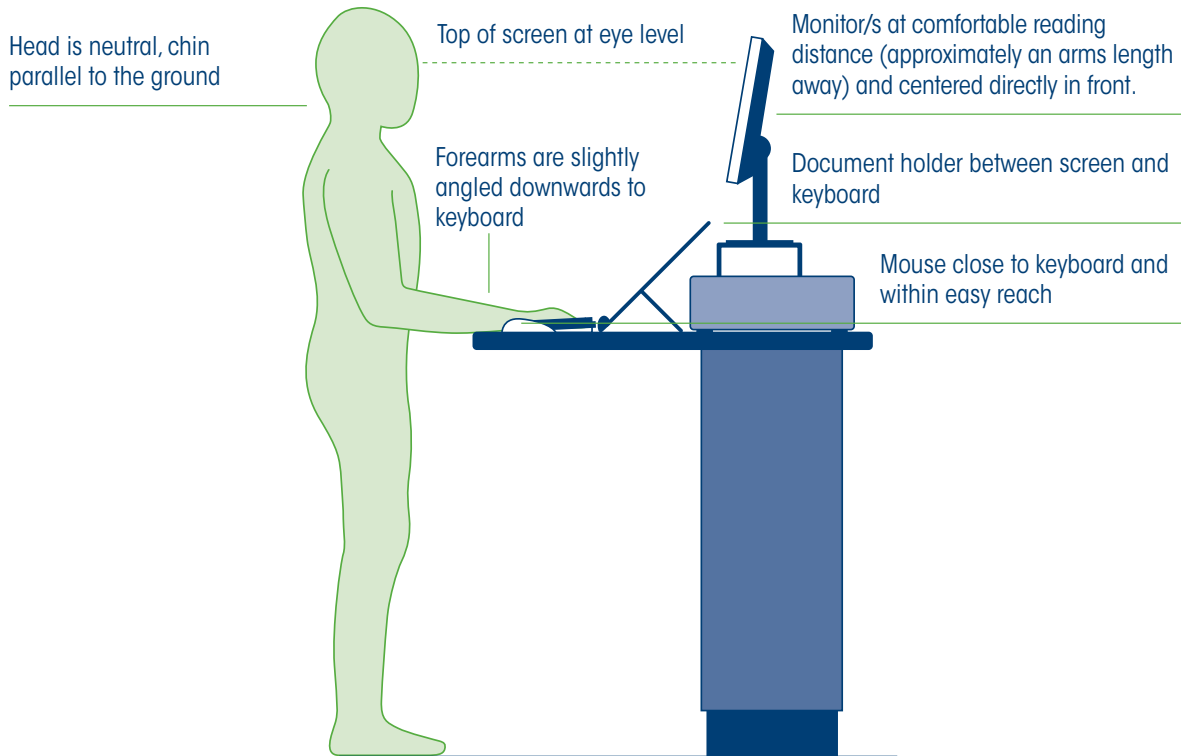 Head is neutral, chin
parallel to the ground
Top of screen at eye level
Monitor/s at comfortable reading
distance (approximately an arms length
away) and centered directly in front.
Forearms are slightly
angled downwards to
keyboard
Document holder between screen and
keyboard
Mouse close to keyboard and
within easy reach